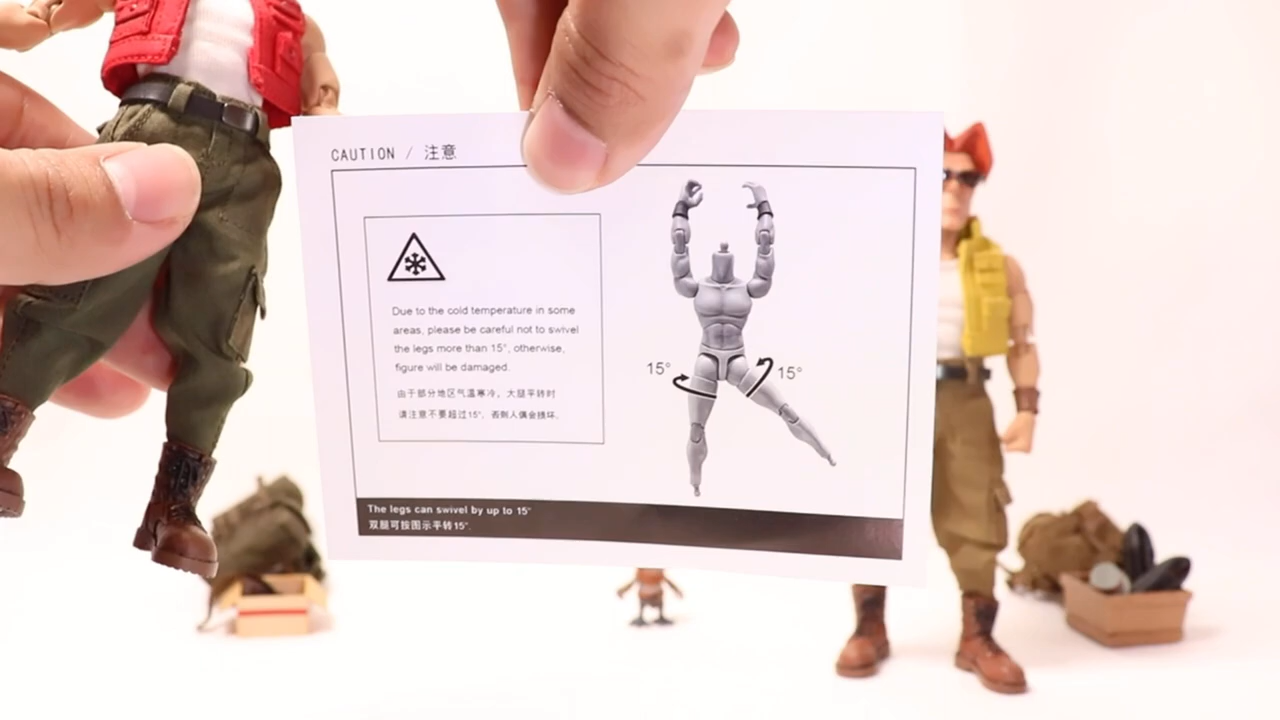 CAUTION / 注意
Due to the cold temperature in some
areas, please be careful not to swivel
the legs more than 15°, otherwise,
figure will be damaged.
由于部分地区气温寒冷，大腿平转时
请注意不要超过15°，否则人偶会损坏.
15°
15°
The legs can swivel by up to 15°
双腿可按图示平转15°.